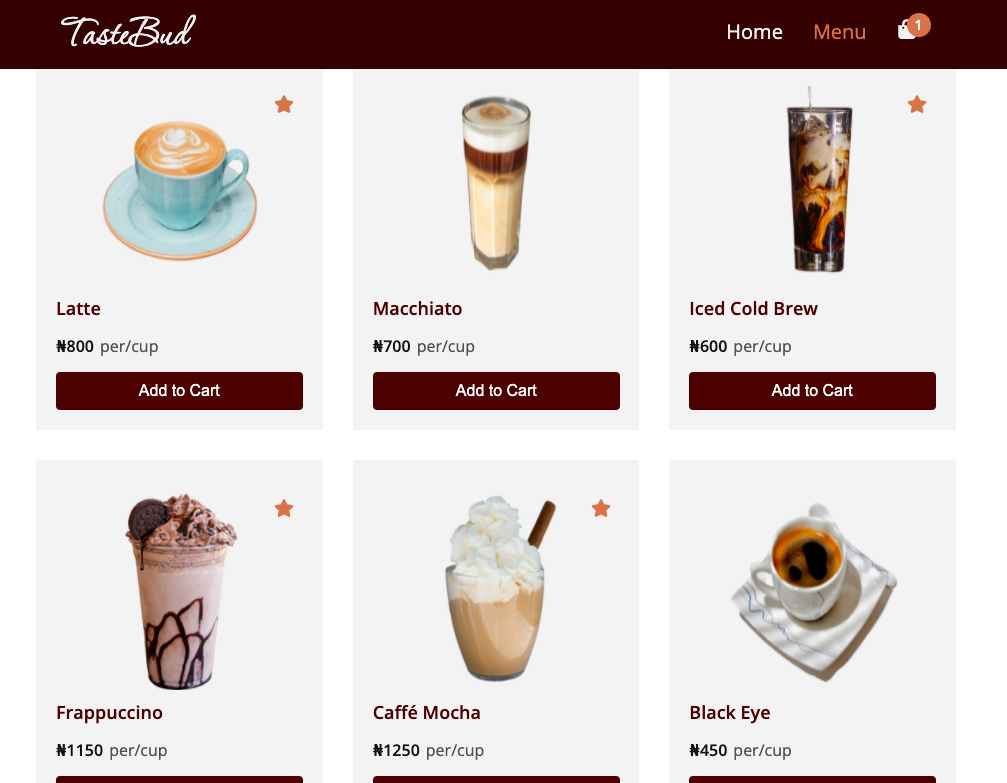 TasteBud
Home Menu 1
Latte
₦800 per/cup
Add to Cart
Macchiato
₦700 per/cup
Add to Cart
Iced Cold Brew
₦600 per/cup
Add to Cart
Frappuccino
₦1150 per/cup
Caffé Mocha
₦1250 per/cup
Black Eye
₦450 per/cup